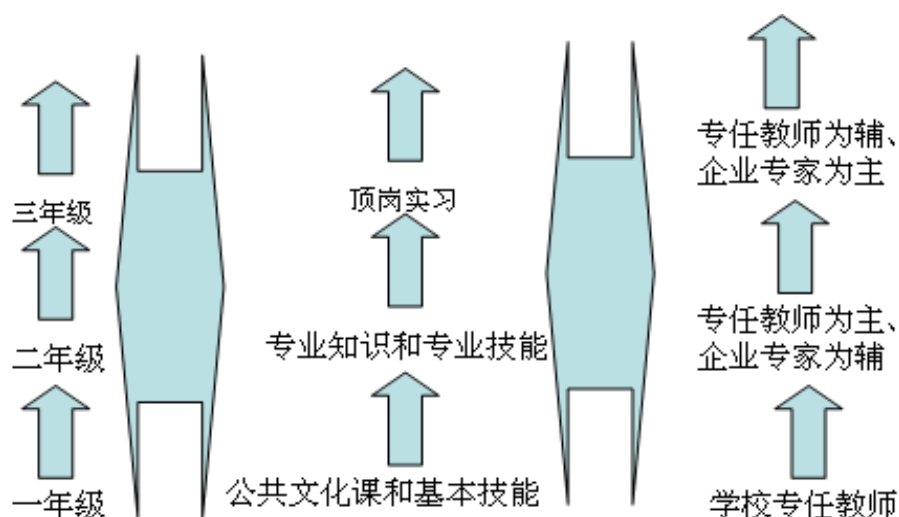 专任教师为辅、
企业专家为主
三年级
顶岗实习
专任教师为主、
企业专家为辅
二年级
专业知识和专业技能
一年级
公共文化课和基本技能
学校专任教师